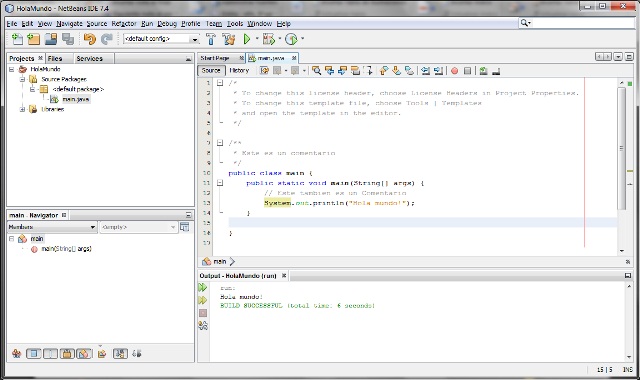 HolaMundo - NetBeans IDE 7.4
File Edit View Navigate Source Refactor Run Debug Profile Team Tools Window Help
<default config>
Projects Files Services
HolaMundo
Source Packages
<default package>
main.java
Libraries
Start Page main.java
Source History
1 /*
2 * To change this license header, choose License Headers in Project Properties.
3 * To change this template file, choose Tools | Templates
4 * and open the template in the editor.
5 */
6
7 /**
8 * Este es un comentario
9 */
10 public class main {
11 public static void main(String[] args) {
12 // Este tambien es un Comentario
13 System.out.println("Hola mundo!");
14 }
15
16 }
17
main
main - Navigator
Members <empty>
main
main(String[] args)
Output - HolaMundo (run)
run:
Hola mundo!
BUILD SUCCESSFUL (total time: 6 seconds)
15 | 5 INS